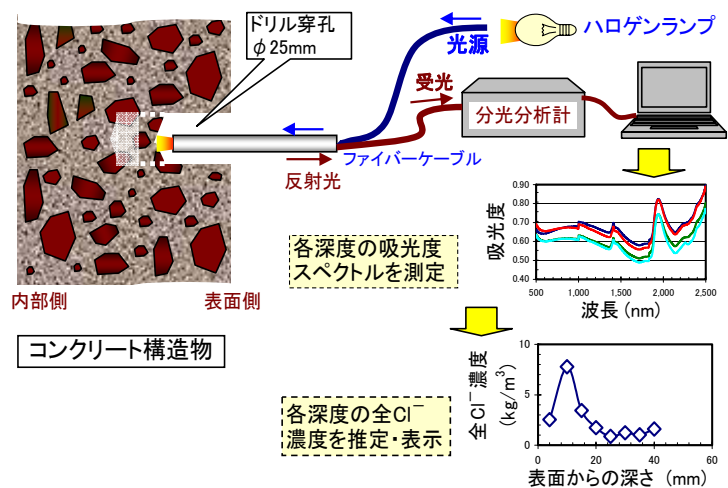 ドリル穿孔
φ25mm
光源
ハロゲンランプ
受光
分光分析計
ファイバーケーブル
反射光
内部側
表面側
コンクリート構造物
各深度の吸光度
スペクトルを測定
吸光度
0.90
0.80
0.70
0.60
0.50
0.40
500
1,000
1,500
2,000
2,500
波長(nm)
各深度の全Cl⁻
濃度を推定・表示
全Cl⁻濃度
(kg/m³)
10
5
0
0
20
40
60
表面からの深さ (mm)